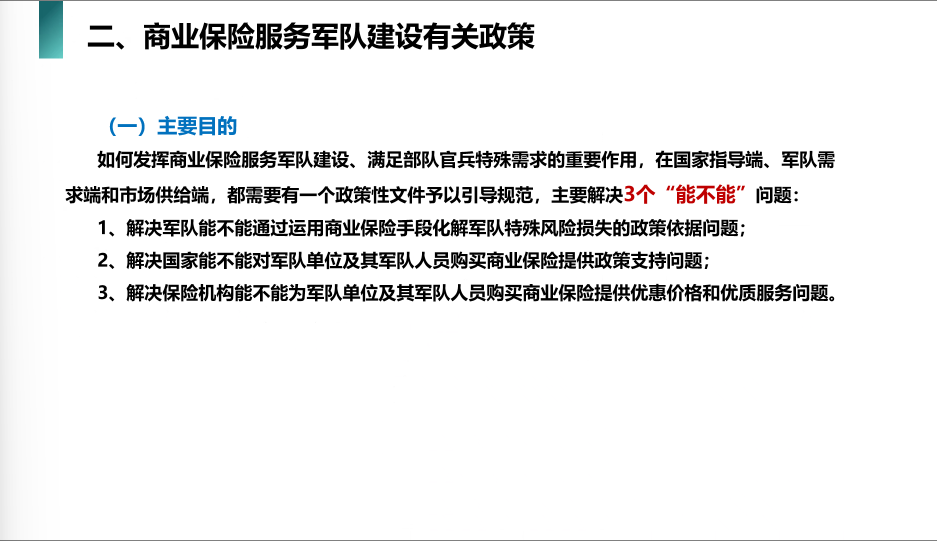 二、商业保险服务军队建设有关政策
（一）主要目的
如何发挥商业保险服务军队建设、满足部队官兵特殊需求的重要作用，在国家指导端、军队需
求端和市场供给端，都需要有一个政策性文件予以引导规范，主要解决3个“能不能”问题：
1、解决军队能不能通过运用商业保险手段化解军队特殊风险损失的政策依据问题；
2、解决国家能不能对军队单位及其军队人员购买商业保险提供政策支持问题；
3、解决保险机构能不能为军队单位及其军队人员购买商业保险提供优惠价格和优质服务问题。